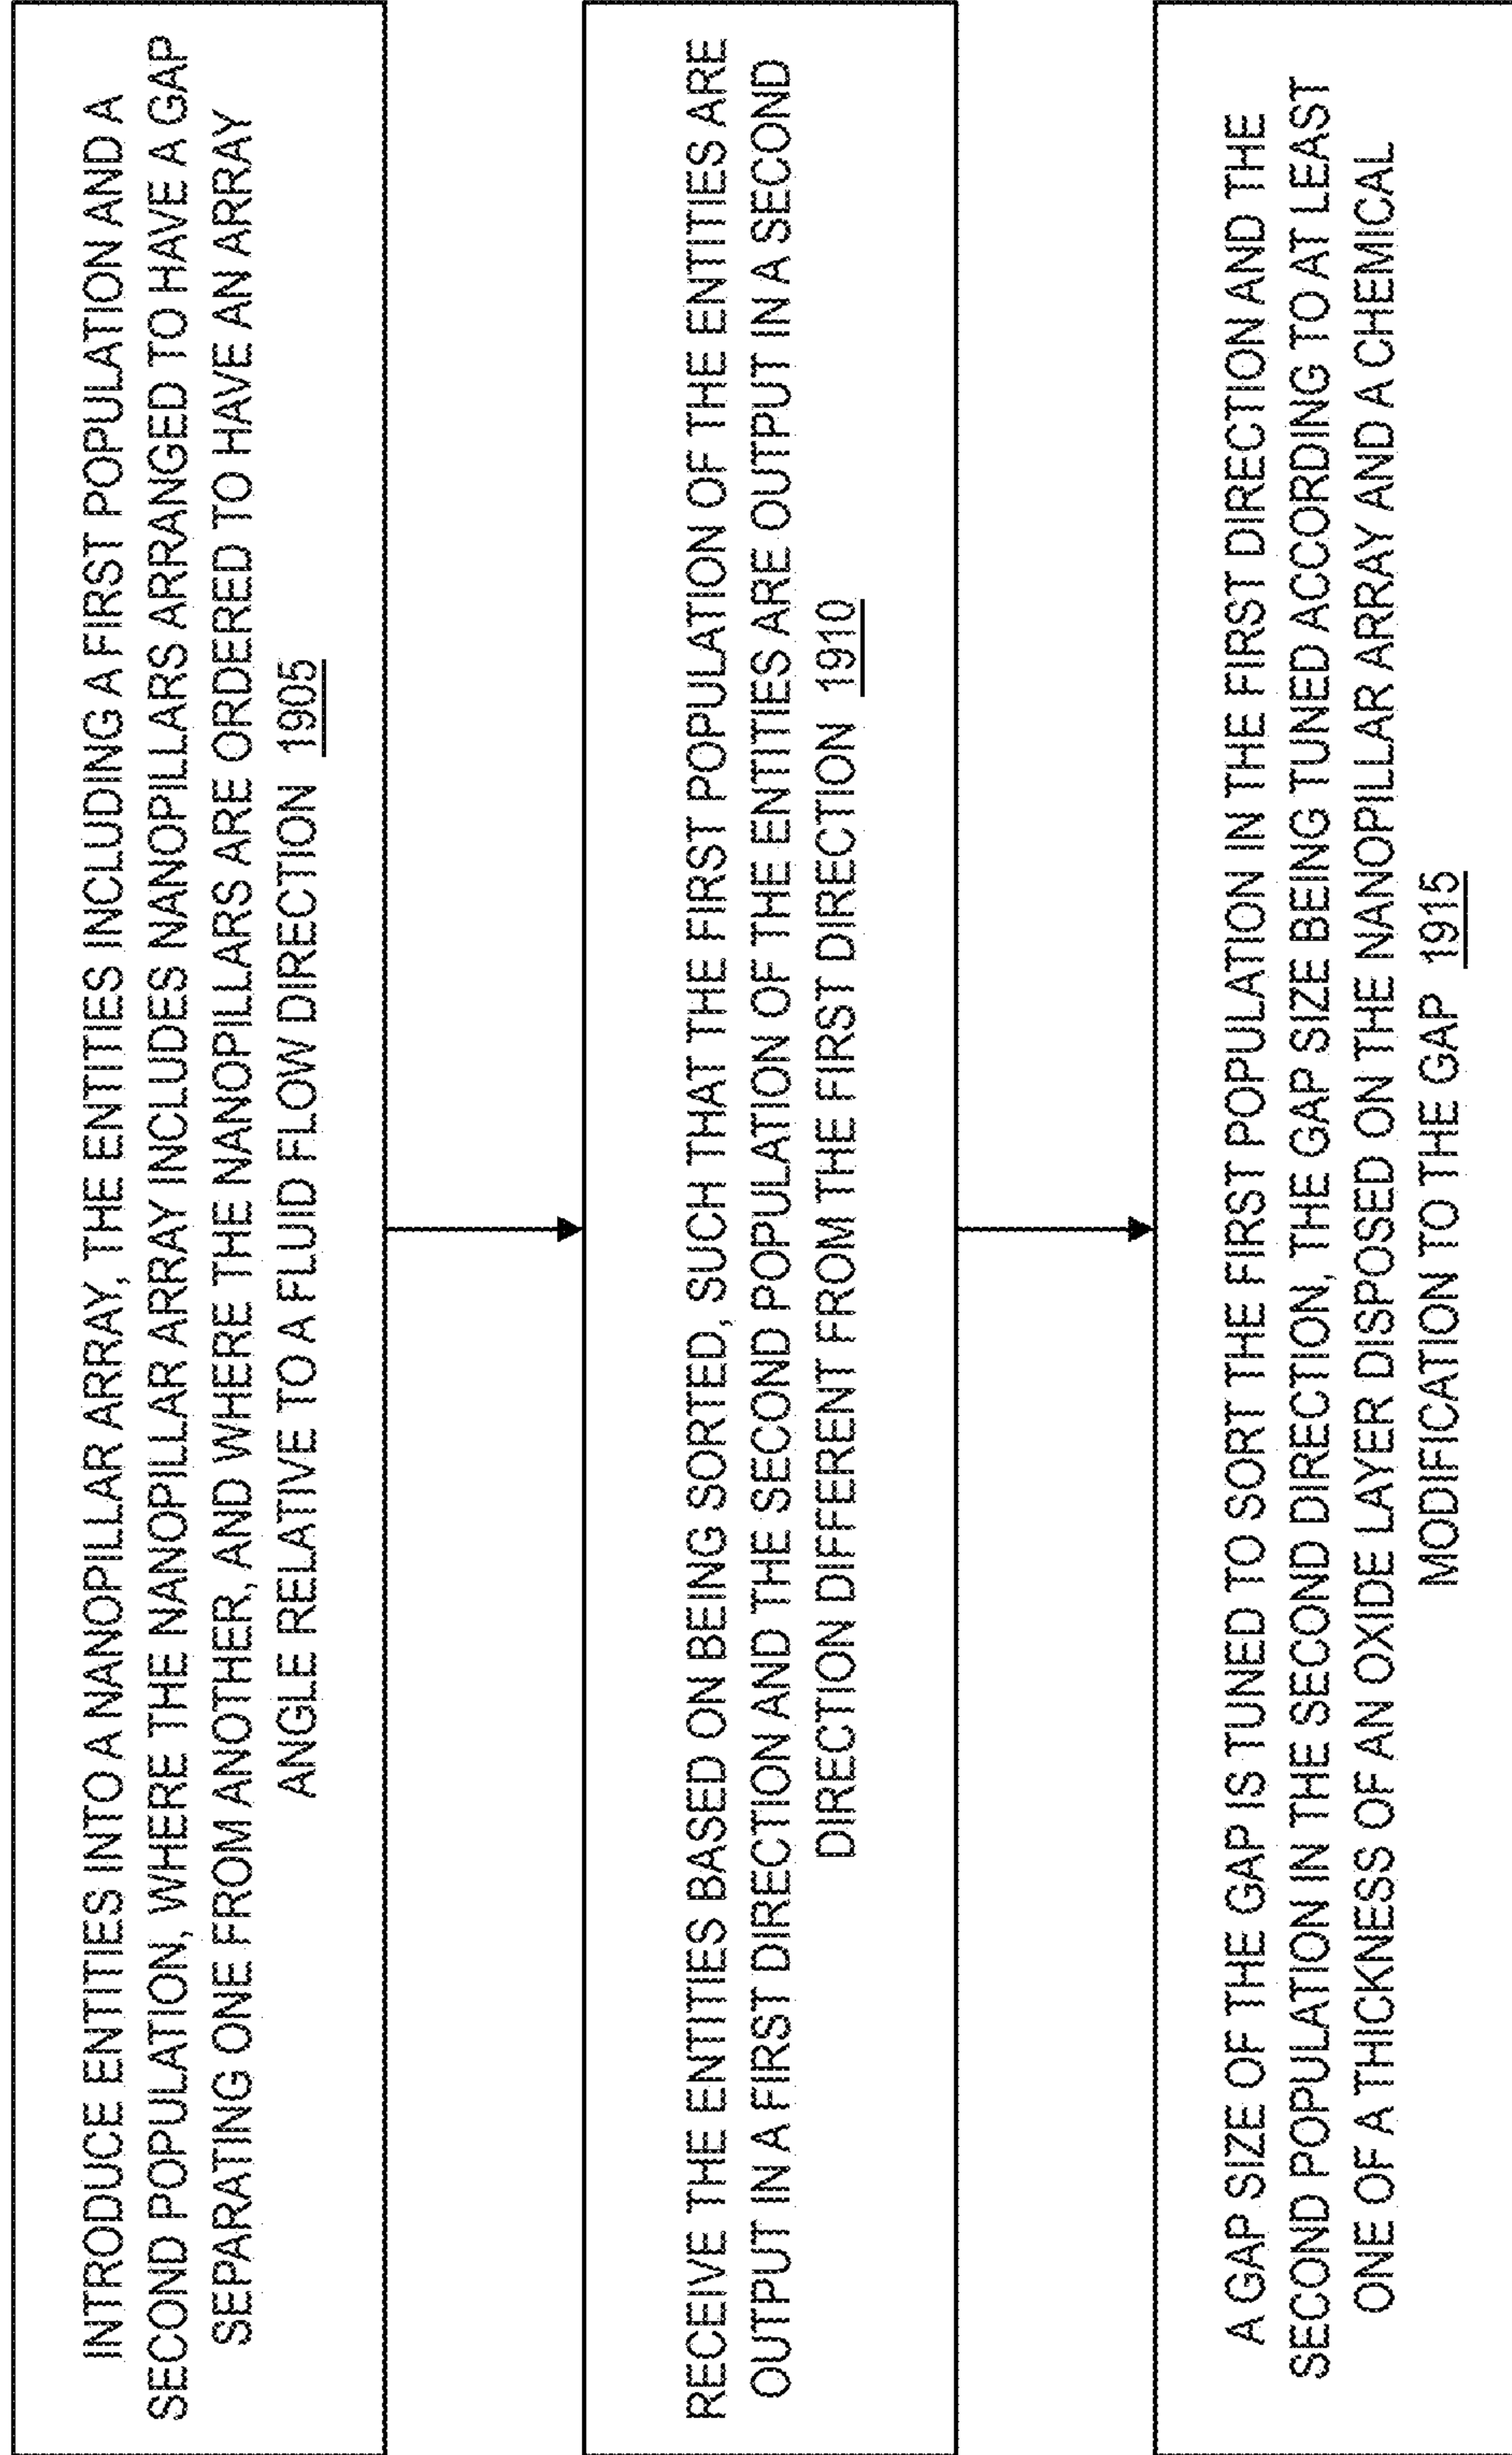 INTRODUCE ENTITIES INTO A NANOPILLAR ARRAY, THE ENTITIES INCLUDING A FIRST POPULATION AND A
SECOND POPULATION, WHERE THE NANOPILLAR ARRAY INCLUDES NANOPILLARS ARRANGED TO HAVE A GAP
SEPARATING ONE FROM ANOTHER, AND WHERE THE NANOPILLARS ARE ORDERED TO HAVE AN ARRAY
ANGLE RELATIVE TO A FLUID FLOW DIRECTION 1905
RECEIVE THE ENTITIES BASED ON BEING SORTED, SUCH THAT THE FIRST POPULATION OF THE ENTITIES ARE
OUTPUT IN A FIRST DIRECTION AND THE SECOND POPULATION OF THE ENTITIES ARE OUTPUT IN A SECOND
DIRECTION DIFFERENT FROM THE FIRST DIRECTION 1910
A GAP SIZE OF THE GAP IS TUNED TO SORT THE FIRST POPULATION IN THE FIRST DIRECTION AND THE
SECOND POPULATION IN THE SECOND DIRECTION, THE GAP SIZE BEING TUNED ACCORDING TO AT LEAST
ONE OF A THICKNESS OF AN OXIDE LAYER DISPOSED ON THE NANOPILLAR ARRAY AND A CHEMICAL
MODIFICATION TO THE GAP 1915